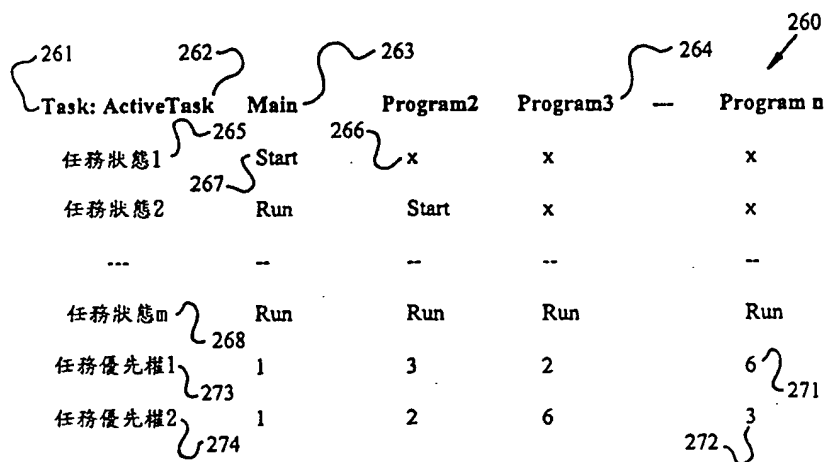 260
261 262 263 264
Task: ActiveTask Main Program2 Program3 --- Program n
265 266
任務狀態1 Start x x x
267
任務狀態2 Run Start x x
--- -- -- -- --
任務狀態m Run Run Run Run
268
任務優先權1 1 3 2 6
273 271
任務優先權2 1 2 6 3
274 272